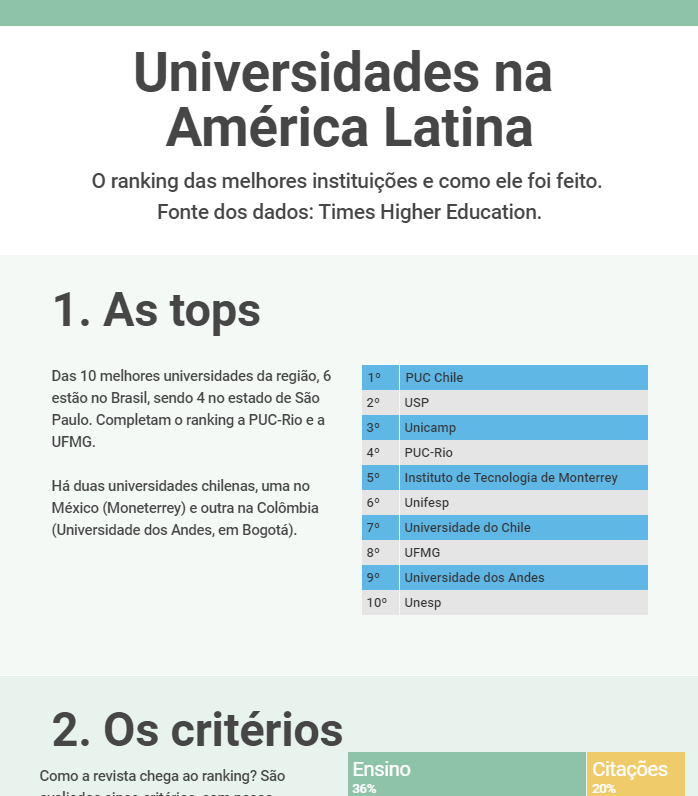 Universidades na
América Latina
O ranking das melhores instituições e como ele foi feito.
Fonte dos dados: Times Higher Education.
1. As tops
Das 10 melhores universidades da região, 6
estão no Brasil, sendo 4 no estado de São
Paulo. Completam o ranking a PUC-Rio e a
UFMG.
Há duas universidades chilenas, uma no
México (Moneterrey) e outra na Colômbia
(Universidade dos Andes, em Bogotá).
1º PUC Chile
2º USP
3º Unicamp
4º PUC-Rio
5º Instituto de Tecnologia de Monterrey
6º Unifesp
7º Universidade do Chile
8º UFMG
9º Universidade dos Andes
10º Unesp
2. Os critérios
Como a revista chega ao ranking? São
Ensino
36%
Citações
20%